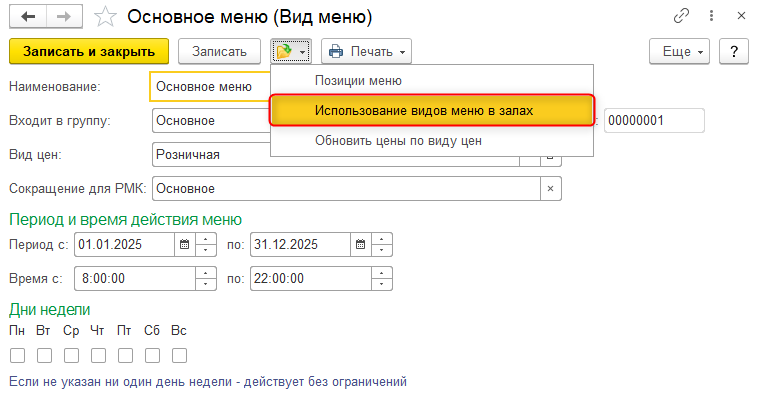 Основное меню (Вид меню)
Записать и закрыть Записать Печать Еще ?
Позиции меню
Наименование: Основное меню
Использование видов меню в залах
Входит в группу: Основное : 00000001
Обновить цены по виду цен
Вид цен: Розничная
Сокращение для РМК: Основное
Период и время действия меню
Период с: 01.01.2025 по: 31.12.2025
Время с: 8:00:00 по: 22:00:00
Дни недели
Пн Вт Ср Чт Пт Сб Вс
Если не указан ни один день недели - действует без ограничений